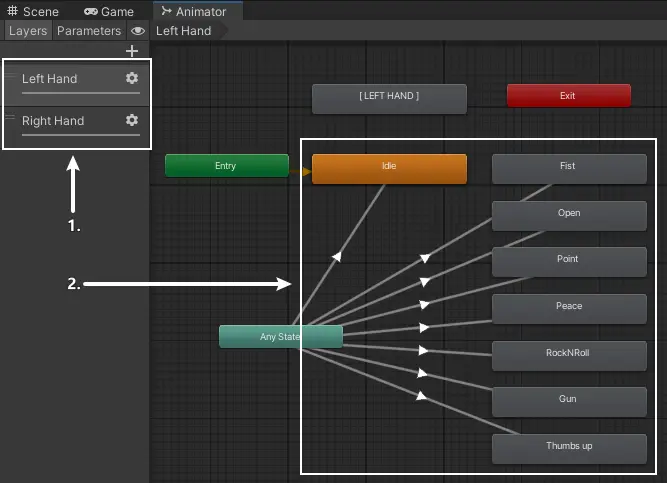 Scene Game Animator
Layers Parameters Left Hand
Left Hand
Right Hand
1.
2.
[ LEFT HAND ]
Exit
Entry
Idle
Fist
Open
Point
Peace
Any State
RockNRoll
Gun
Thumbs up